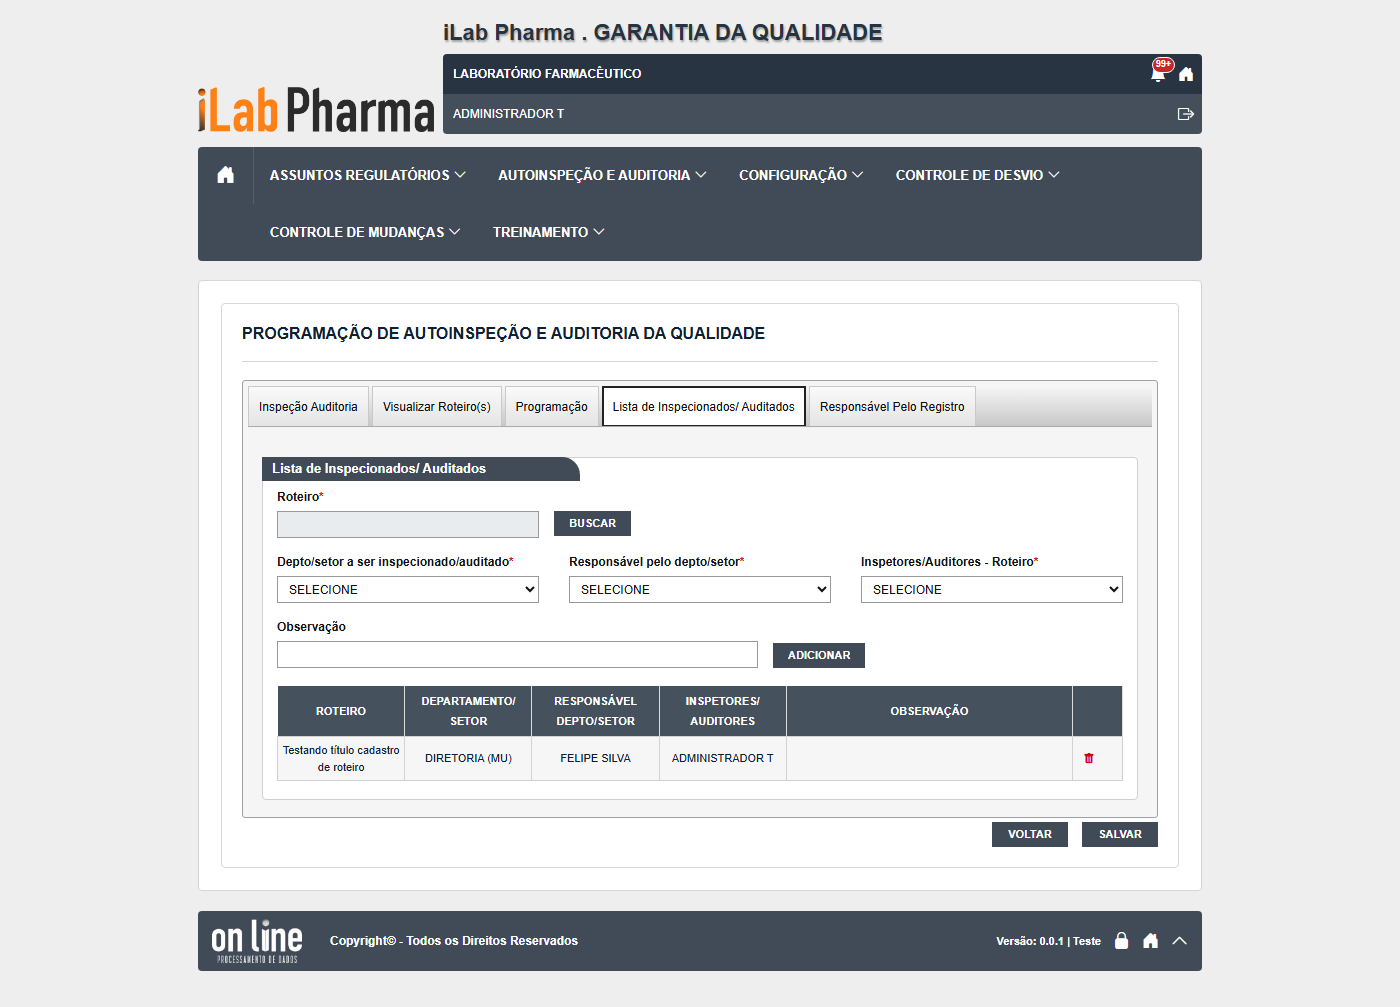 iLab Pharma . GARANTIA DA QUALIDADE
iLab Pharma
LABORATÓRIO FARMACÊUTICO
99+
ADMINISTRADOR T
ASSUNTOS REGULATÓRIOS
AUTOINSPEÇÃO E AUDITORIA
CONFIGURAÇÃO
CONTROLE DE DESVIO
CONTROLE DE MUDANÇAS
TREINAMENTO
PROGRAMAÇÃO DE AUTOINSPEÇÃO E AUDITORIA DA QUALIDADE
Inspeção Auditoria
Visualizar Roteiro(s)
Programação
Lista de Inspecionados/ Auditados
Responsável Pelo Registro
Lista de Inspecionados/ Auditados
Roteiro*
BUSCAR
Depto/setor a ser inspecionado/auditado*
Responsável pelo depto/setor*
Inspetores/Auditores - Roteiro*
SELECIONE
SELECIONE
SELECIONE
Observação
ADICIONAR
ROTEIRO
DEPARTAMENTO/
SETOR
RESPONSÁVEL
DEPTO/SETOR
INSPETORES/
AUDITORES
OBSERVAÇÃO
Testando título cadastro
de roteiro
DIRETORIA (MU)
FELIPE SILVA
ADMINISTRADOR T
VOLTAR
SALVAR
on line
PROCESSAMENTO DE DADOS
Copyright© - Todos os Direitos Reservados
Versão: 0.0.1 | Teste